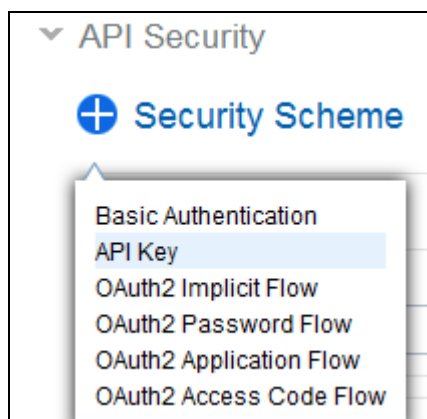 API Security
Security Scheme
Basic Authentication
API Key
OAuth2 Implicit Flow
OAuth2 Password Flow
OAuth2 Application Flow
OAuth2 Access Code Flow